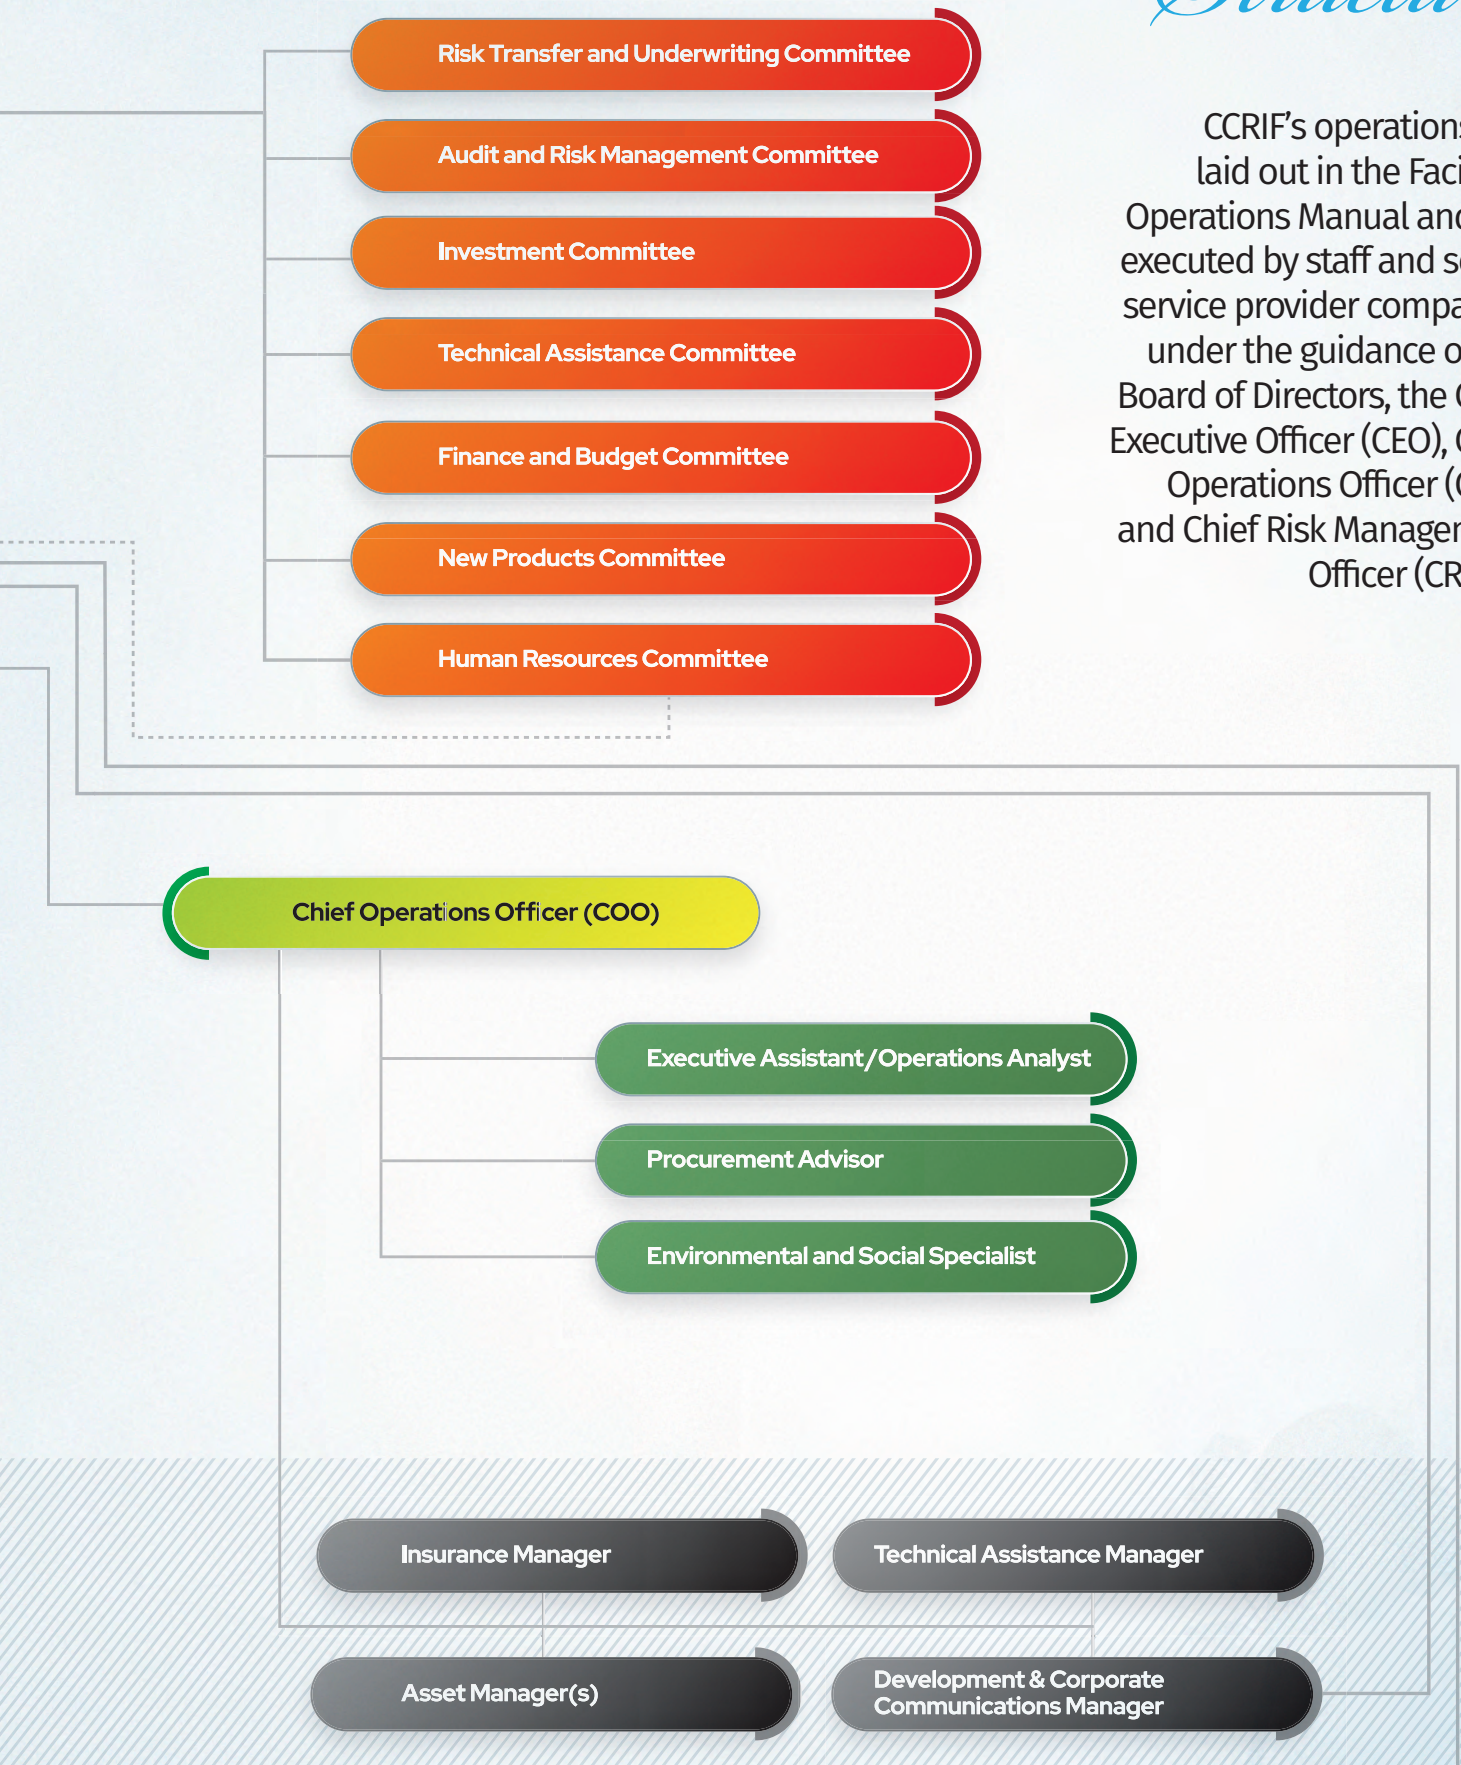 Risk Transfer and Underwriting Committee
Audit and Risk Management Committee
Investment Committee
Technical Assistance Committee
Finance and Budget Committee
New Products Committee
Human Resources Committee
CCRIF's operations
laid out in the
Operations Manual
executed by staff and
service provider
under the guidance
Board of Directors, the
Executive Officer (CEO),
Operations Officer
and Chief Risk
Officer
Chief Operations Officer (COO)
Executive Assistant/Operations Analyst
Procurement Advisor
Environmental and Social Specialist
Insurance Manager
Technical Assistance Manager
Asset Manager(s)
Development & Corporate
Communications Manager